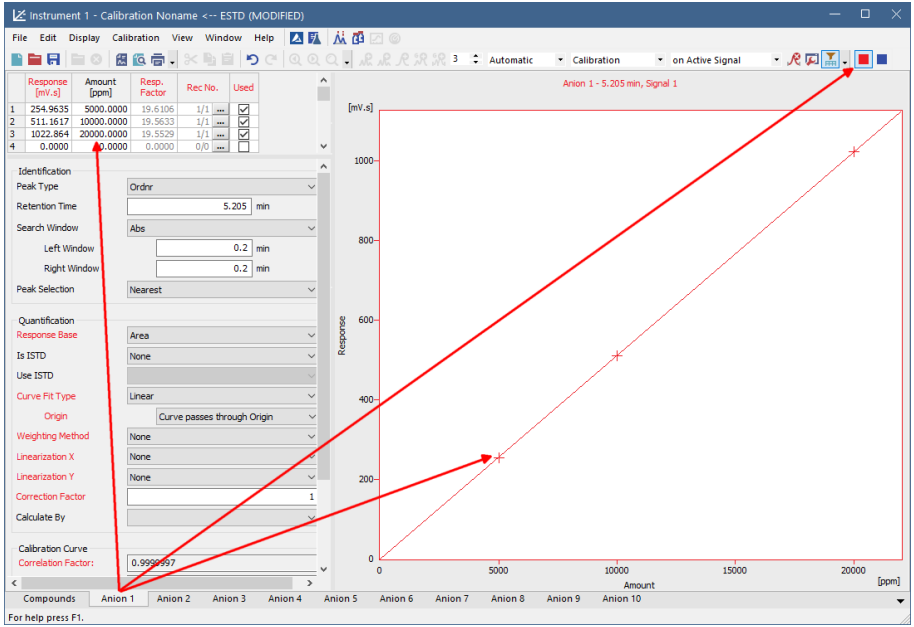 Instrument 1 - Calibration Noname <-- ESTD (MODIFIED)
File Edit Display Calibration View Window Help
3 Automatic Calibration on Active Signal
Response [mV.s] Amount [ppm] Resp. Factor Rec No. Used
1 254.9635 5000.0000 19.6106 1/1 ...
2 511.1617 10000.0000 19.5633 1/1 ...
3 1022.864 20000.0000 19.5529 1/1 ...
4 0.0000 0.0000 0.0000 0/0 ...
Identification
Peak Type Ordnr
Retention Time 5.205 min
Search Window Abs
Left Window 0.2 min
Right Window 0.2 min
Peak Selection Nearest
Quantification
Response Base Area
Is ISTD None
Use ISTD
Curve Fit Type Linear
Origin Curve passes through Origin
Weighting Method None
Linearization X None
Linearization Y None
Correction Factor 1
Calculate By
Calibration Curve
Correlation Factor: 0.9999997
Anion 1 - 5.205 min, Signal 1
[mV.s]
1000
800
600
400
200
0
Response
0 5000 10000 15000 20000
Amount [ppm]
Compounds Anion 1 Anion 2 Anion 3 Anion 4 Anion 5 Anion 6 Anion 7 Anion 8 Anion 9 Anion 10
For help press F1.